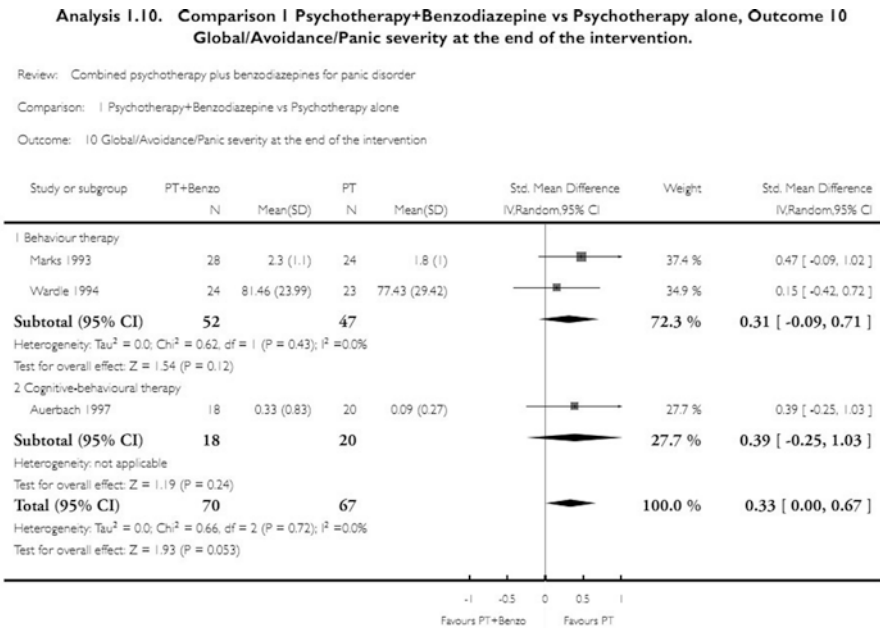 Analysis 1.10. Comparison 1 Psychotherapy+Benzodiazepine vs Psychotherapy alone, Outcome 10
Global/Avoidance/Panic severity at the end of the intervention.
Review: Combined psychotherapy plus benzodiazepines for panic disorder
Comparison: 1 Psychotherapy+Benzodiazepine vs Psychotherapy alone
Outcome: 10 Global/Avoidance/Panic severity at the end of the intervention
Study or subgroup PT+Benzo PT Std. Mean Difference Weight Std. Mean Difference
N Mean(SD) N Mean(SD) IV,Random,95% CI IV,Random,95% CI
1 Behaviour therapy
Marks 1993 28 2.3 (1.1) 24 1.8 (1) 37.4 % 0.47 [ -0.09, 1.02 ]
Wardle 1994 24 81.46 (23.99) 23 77.43 (29.42) 34.9 % 0.15 [ -0.42, 0.72 ]
Subtotal (95% CI) 52 47 72.3 % 0.31 [ -0.09, 0.71 ]
Heterogeneity: Tau² = 0.0; Chi² = 0.62, df = 1 (P = 0.43); I² =0.0%
Test for overall effect: Z = 1.54 (P = 0.12)
2 Cognitive-behavioural therapy
Auerbach 1997 18 0.33 (0.83) 20 0.09 (0.27) 27.7 % 0.39 [ -0.25, 1.03 ]
Subtotal (95% CI) 18 20 27.7 % 0.39 [ -0.25, 1.03 ]
Heterogeneity: not applicable
Test for overall effect: Z = 1.19 (P = 0.24)
Total (95% CI) 70 67 100.0 % 0.33 [ 0.00, 0.67 ]
Heterogeneity: Tau² = 0.0; Chi² = 0.66, df = 2 (P = 0.72); I² =0.0%
Test for overall effect: Z = 1.93 (P = 0.053)
-1 -0.5 0 0.5 1
Favours PT+Benzo Favours PT